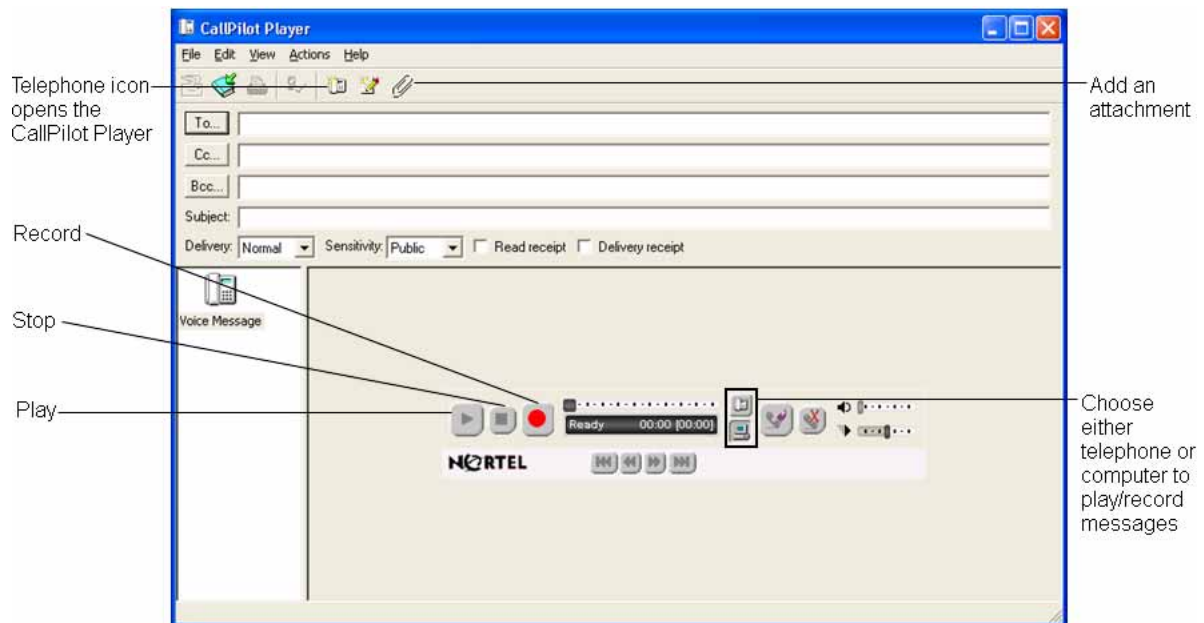 CallPilot Player
File Edit View Actions Help
Telephone icon
opens the
CallPilot Player
Add an
attachment
To...
Cc...
Bcc...
Subject:
Delivery: Normal Sensitivity: Public Read receipt Delivery receipt
Record
Stop
Play
Voice Message
Ready 00:00 [00:00]
NORTEL
Choose
either
telephone or
computer to
play/record
messages